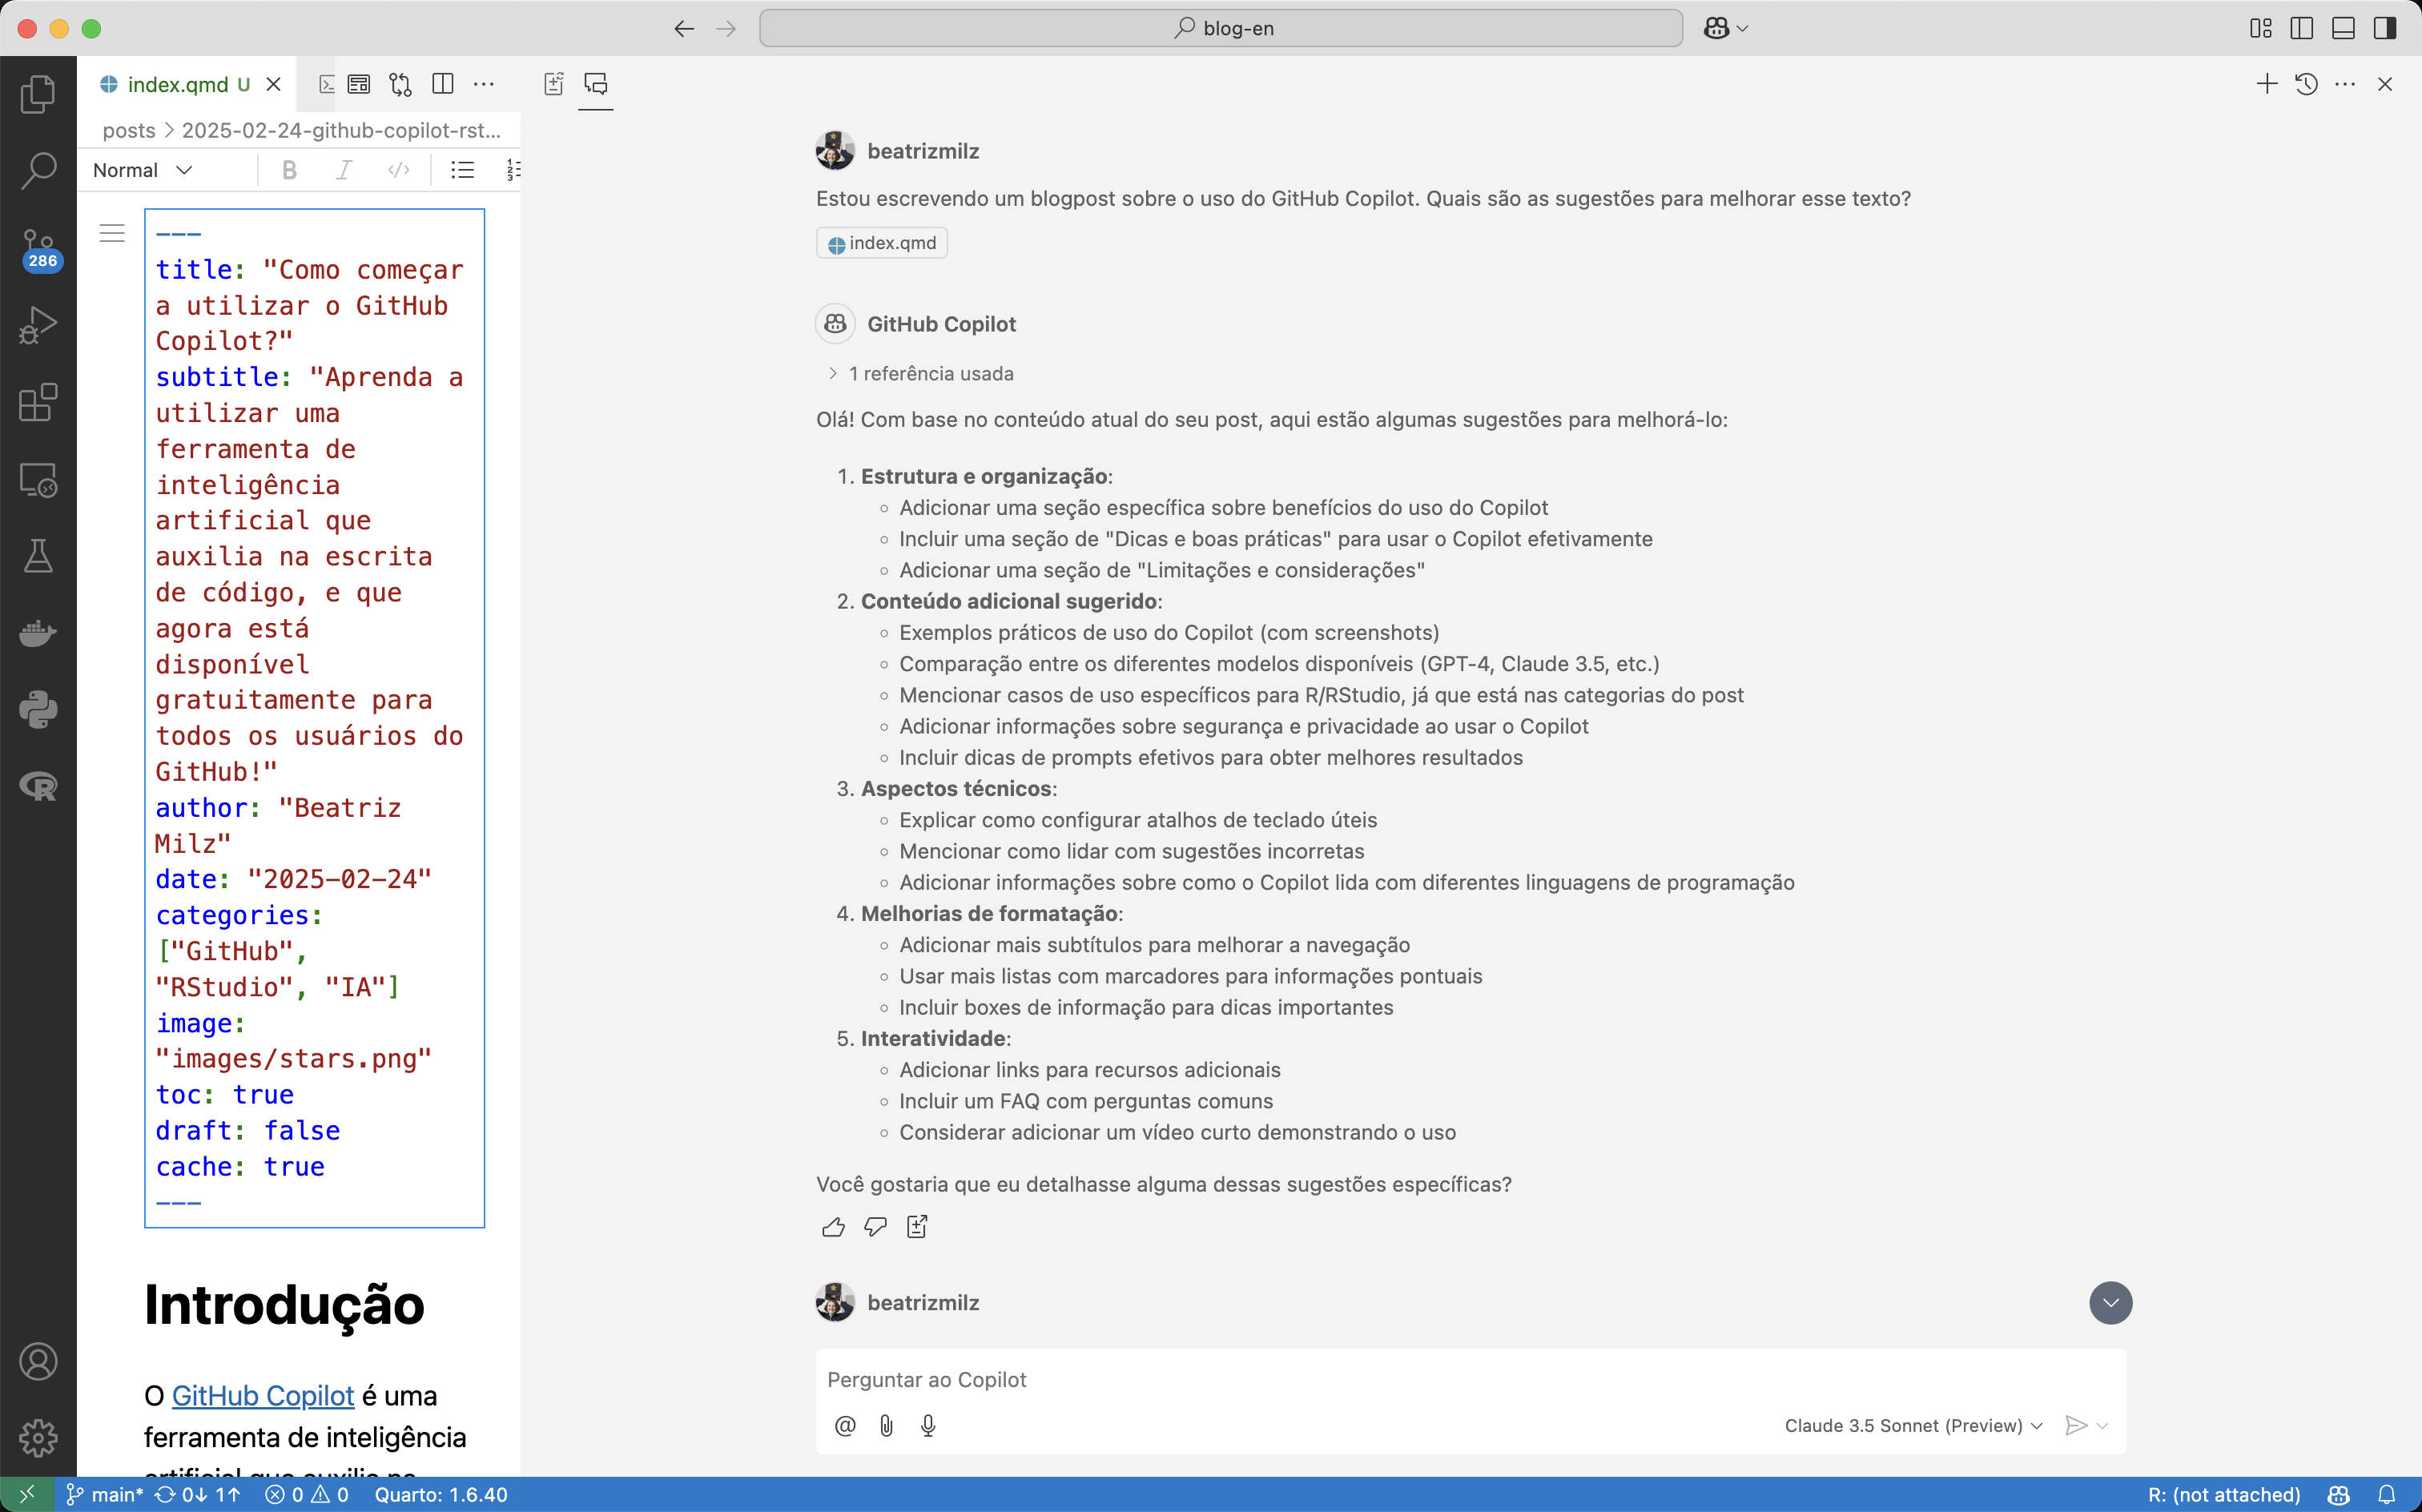 blog-en
index.qmd U
posts > 2025-02-24-github-copilot-rst...
Normal
B I </>
286
---
title: "Como começar
a utilizar o GitHub
Copilot?"
subtitle: "Aprenda a
utilizar uma
ferramenta de
inteligência
artificial que
auxilia na escrita
de código, e que
agora está
disponível
gratuitamente para
todos os usuários do
GitHub!"
author: "Beatriz
Milz"
date: "2025-02-24"
categories:
["GitHub",
"RStudio", "IA"]
image:
"images/stars.png"
toc: true
draft: false
cache: true
---
Introdução
O GitHub Copilot é uma
ferramenta de inteligência
artificial que auxilia na
beatrizmilz
Estou escrevendo um blogpost sobre o uso do GitHub Copilot. Quais são as sugestões para melhorar esse texto?
index.qmd
GitHub Copilot
> 1 referência usada
Olá! Com base no conteúdo atual do seu post, aqui estão algumas sugestões para melhorá-lo:
1. Estrutura e organização:
◦ Adicionar uma seção específica sobre benefícios do uso do Copilot
◦ Incluir uma seção de "Dicas e boas práticas" para usar o Copilot efetivamente
◦ Adicionar uma seção de "Limitações e considerações"
2. Conteúdo adicional sugerido:
◦ Exemplos práticos de uso do Copilot (com screenshots)
◦ Comparação entre os diferentes modelos disponíveis (GPT-4, Claude 3.5, etc.)
◦ Mencionar casos de uso específicos para R/RStudio, já que está nas categorias do post
◦ Adicionar informações sobre segurança e privacidade ao usar o Copilot
◦ Incluir dicas de prompts efetivos para obter melhores resultados
3. Aspectos técnicos:
◦ Explicar como configurar atalhos de teclado úteis
◦ Mencionar como lidar com sugestões incorretas
◦ Adicionar informações sobre como o Copilot lida com diferentes linguagens de programação
4. Melhorias de formatação:
◦ Adicionar mais subtítulos para melhorar a navegação
◦ Usar mais listas com marcadores para informações pontuais
◦ Incluir boxes de informação para dicas importantes
5. Interatividade:
◦ Adicionar links para recursos adicionais
◦ Incluir um FAQ com perguntas comuns
◦ Considerar adicionar um vídeo curto demonstrando o uso
Você gostaria que eu detalhasse alguma dessas sugestões específicas?
beatrizmilz
Perguntar ao Copilot
@
Claude 3.5 Sonnet (Preview)
main* 0↓ 1↑ 0 0 Quarto: 1.6.40
R: (not attached)